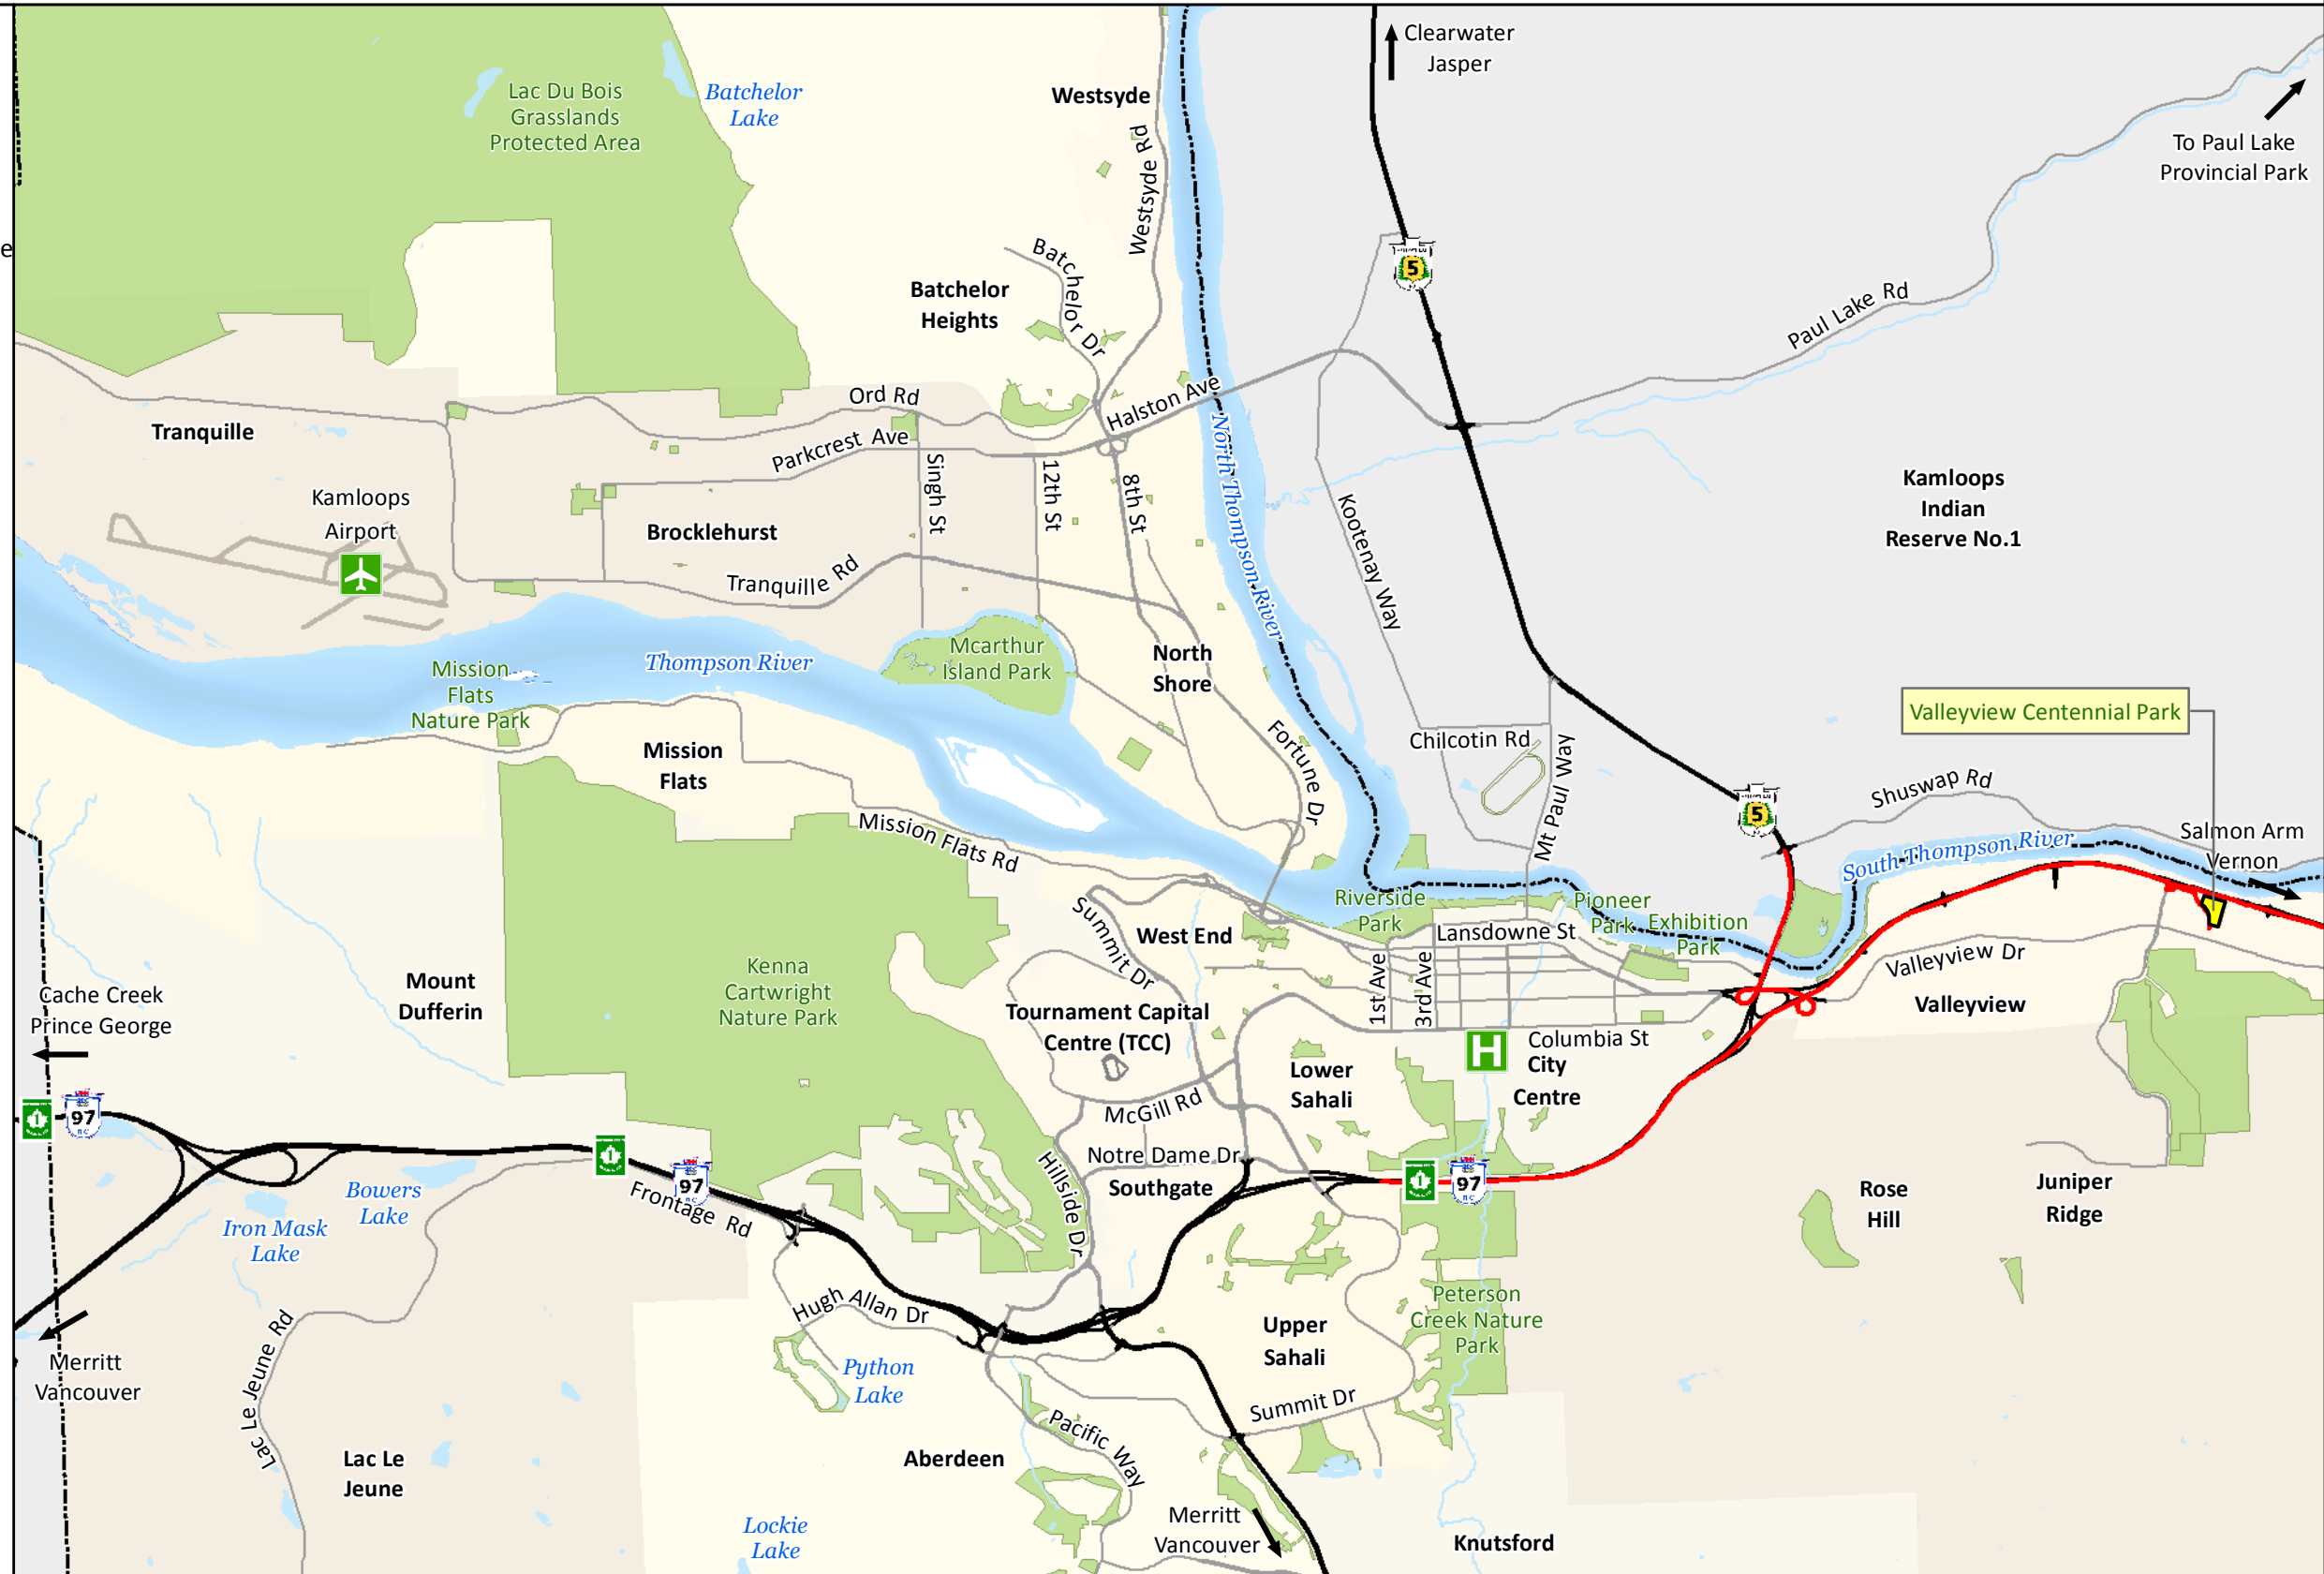 Clearwater
Jasper
Lac Du Bois
Grasslands
Protected Area
Batchelor
Lake
Westsyde
Westsyde Rd
To Paul Lake
Provincial Park
e
Batchelor Dr
Batchelor
Heights
5
Paul Lake Rd
Ord Rd
Halston Ave
Tranquille
Parkcrest Ave
Singh St
12th St
8th St
North Thompson River
Kamloops
Airport
Brocklehurst
Kootenay Way
Kamloops
Indian
Reserve No.1
Tranquille Rd
Mcarthur
Island Park
Thompson River
North
Shore
Mission
Flats
Nature Park
Mission
Flats
Valleyview Centennial Park
Fortune Dr
Chilcotin Rd
Mt Paul Way
Shuswap Rd
5
Mission Flats Rd
South Thompson River
Salmon Arm
Vernon
Summit Dr
West End
Riverside
Park
Pioneer
Park
Exhibition
Park
Lansdowne St
1st Ave
3rd Ave
Valleyview Dr
Valleyview
Kenna
Cartwright
Nature Park
Mount
Dufferin
Cache Creek
Prince George
Tournament Capital
Centre (TCC)
H
Columbia St
City
Centre
Lower
Sahali
McGill Rd
1
97
1
97
Notre Dame Dr
Southgate
1
97
Hillside Dr
Frontage Rd
Bowers
Lake
Iron Mask
Lake
Rose
Hill
Juniper
Ridge
Hugh Allan Dr
Peterson
Creek Nature
Park
Upper
Sahali
Lac Le Jeune Rd
Merritt
Vancouver
Python
Lake
Summit Dr
Pacific Way
Aberdeen
Lac Le
Jeune
Lockie
Lake
Merritt
Vancouver
Knutsford